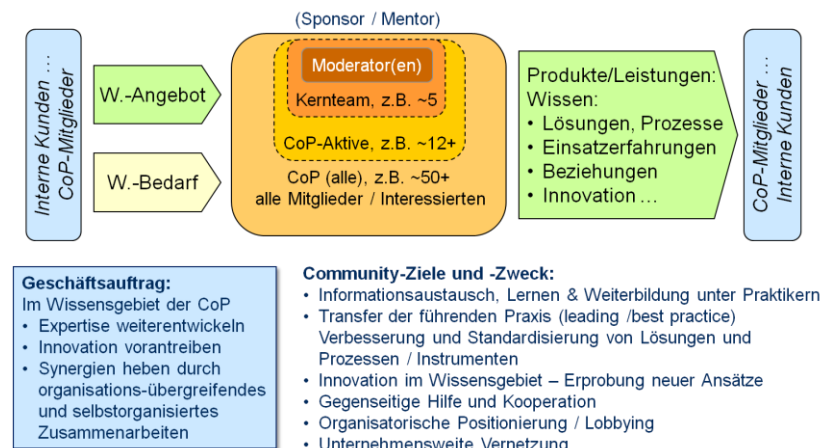 (Sponsor / Mentor)
Interne Kunden ...
CoP-Mitglieder
W.-Angebot
W.-Bedarf
Moderator(en)
Kernteam, z.B. ~5
CoP-Aktive, z.B. ~12+
CoP (alle), z.B. ~50+
alle Mitglieder / Interessierten
Produkte/Leistungen:
Wissen:
• Lösungen, Prozesse
• Einsatzerfahrungen
• Beziehungen
• Innovation ...
CoP-Mitglieder ...
Interne Kunden
Geschäftsauftrag:
Im Wissensgebiet der CoP
• Expertise weiterentwickeln
• Innovation vorantreiben
• Synergien heben durch
organisations-übergreifendes
und selbstorganisiertes
Zusammenarbeiten
Community-Ziele und -Zweck:
• Informationsaustausch, Lernen & Weiterbildung unter Praktikern
• Transfer der führenden Praxis (leading /best practice)
Verbesserung und Standardisierung von Lösungen und
Prozessen / Instrumenten
• Innovation im Wissensgebiet – Erprobung neuer Ansätze
• Gegenseitige Hilfe und Kooperation
• Organisatorische Positionierung / Lobbying
• Unternehmensweite Vernetzung